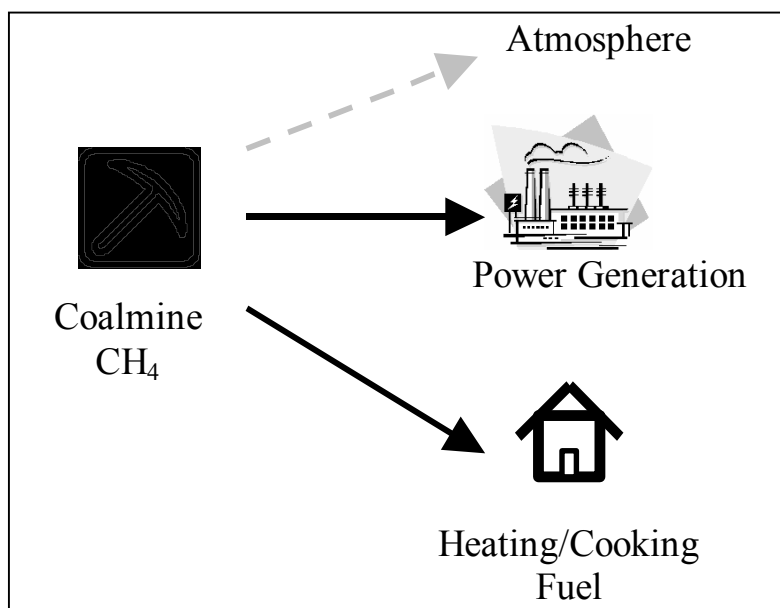 Atmosphere
Power Generation
Coalmine
CH₄
Heating/Cooking
Fuel